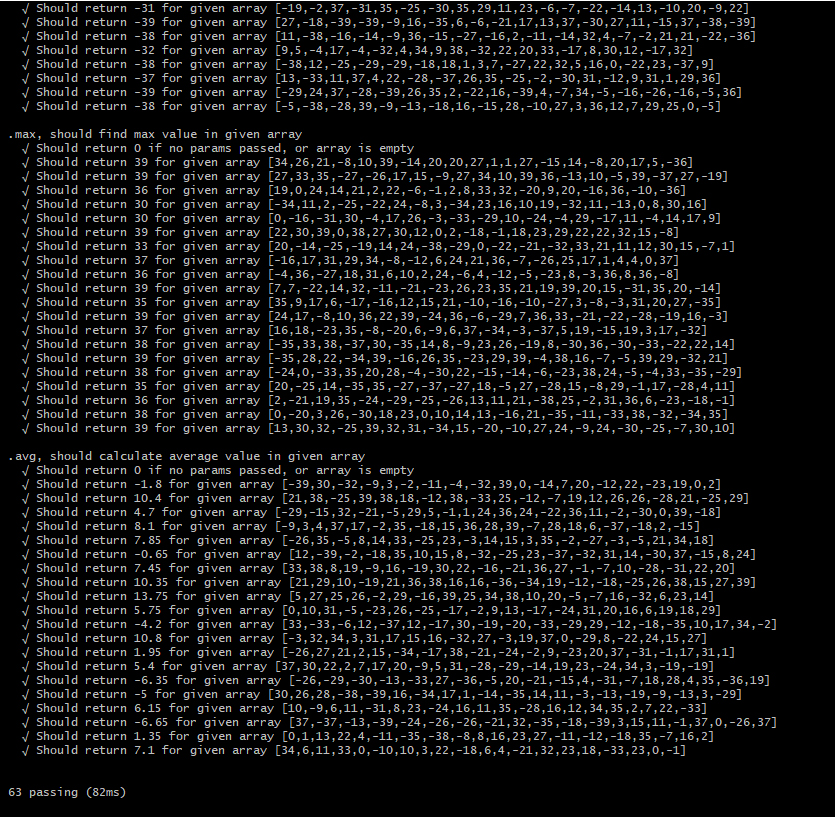 √ Should return -31 for given array [-19,-2,37,-31,35,-25,-30,35,29,11,23,-6,-7,-22,-14,13,-10,20,-9,22]
√ Should return -39 for given array [27,-18,-39,-39,-9,16,-35,6,-6,-21,17,13,37,-30,27,11,-15,37,-38,-39]
√ Should return -38 for given array [11,-38,-16,-14,-9,36,-15,-27,-16,2,-11,-14,32,4,-7,-2,21,21,-22,-36]
√ Should return -32 for given array [9,5,-4,17,-4,-32,4,34,9,38,-32,22,20,33,-17,8,30,12,-17,32]
√ Should return -38 for given array [-38,12,-25,-29,-29,-18,18,1,3,7,-27,22,32,5,16,0,-22,23,-37,9]
√ Should return -37 for given array [13,-33,11,37,4,22,-28,-37,26,35,-25,-2,-30,31,-12,9,31,1,29,36]
√ Should return -39 for given array [-29,24,37,-28,-39,26,35,2,-22,16,-39,4,-7,34,-5,-16,-26,-16,-5,36]
√ Should return -38 for given array [-5,-38,-28,39,-9,-13,-18,16,-15,28,-10,27,3,36,12,7,29,25,0,-5]
.max, should find max value in given array
√ Should return 0 if no params passed, or array is empty
√ Should return 39 for given array [34,26,21,-8,10,39,-14,20,20,27,1,1,27,-15,14,-8,20,17,5,-36]
√ Should return 39 for given array [27,33,35,-27,-26,17,15,-9,27,34,10,39,36,-13,10,-5,39,-37,27,-19]
√ Should return 36 for given array [19,0,24,14,21,2,22,-6,-1,2,8,33,32,-20,9,20,-16,36,-10,-36]
√ Should return 30 for given array [-34,11,2,-25,-22,24,-8,3,-34,23,16,10,19,-32,11,-13,0,8,30,16]
√ Should return 30 for given array [0,-16,-31,30,-4,17,26,-3,-33,-29,10,-24,-4,29,-17,11,-4,14,17,9]
√ Should return 39 for given array [22,30,39,0,38,27,30,12,0,2,-18,-1,18,23,29,22,22,32,15,-8]
√ Should return 33 for given array [20,-14,-25,-19,14,24,-38,-29,0,-22,-21,-32,33,21,11,12,30,15,-7,1]
√ Should return 37 for given array [-16,17,31,29,34,-8,-12,6,24,21,36,-7,-26,25,17,1,4,4,0,37]
√ Should return 36 for given array [-4,36,-27,18,31,6,10,2,24,-6,4,-12,-5,-23,8,-3,36,8,36,-8]
√ Should return 39 for given array [7,7,-22,14,32,-11,-21,-23,26,23,35,21,19,39,20,15,-31,35,20,-14]
√ Should return 35 for given array [35,9,17,6,-17,-16,12,15,21,-10,-16,-10,-27,3,-8,-3,31,20,27,-35]
√ Should return 39 for given array [24,17,-8,10,36,22,39,-24,36,-6,-29,7,36,33,-21,-22,-28,-19,16,-3]
√ Should return 37 for given array [16,18,-23,35,-8,-20,6,-9,6,37,-34,-3,-37,5,19,-15,19,3,17,-32]
√ Should return 38 for given array [-35,33,38,-37,30,-35,14,8,-9,23,26,-19,8,-30,36,-30,-33,-22,22,14]
√ Should return 39 for given array [-35,28,22,-34,39,-16,26,35,-23,29,39,-4,38,16,-7,-5,39,29,-32,21]
√ Should return 38 for given array [-24,0,-33,35,20,28,-4,-30,22,-15,-14,-6,-23,38,24,-5,-4,33,-35,-29]
√ Should return 35 for given array [20,-25,14,-35,35,-27,-37,-27,18,-5,27,-28,15,-8,29,-1,17,-28,4,11]
√ Should return 36 for given array [2,-21,19,35,-24,-29,-25,-26,13,11,21,-38,25,-2,31,36,6,-23,-18,-1]
√ Should return 38 for given array [0,-20,3,26,-30,18,23,0,10,14,13,-16,21,-35,-11,-33,38,-32,-34,35]
√ Should return 39 for given array [13,30,32,-25,39,32,31,-34,15,-20,-10,27,24,-9,24,-30,-25,-7,30,10]
.avg, should calculate average value in given array
√ Should return 0 if no params passed, or array is empty
√ Should return -1.8 for given array [-39,30,-32,-9,3,-2,-11,-4,-32,39,0,-14,7,20,-12,22,-23,19,0,2]
√ Should return 10.4 for given array [21,38,-25,39,38,18,-12,38,-33,25,-12,-7,19,12,26,26,-28,21,-25,29]
√ Should return 4.7 for given array [-29,-15,32,-21,-5,29,5,-1,1,24,36,24,-22,36,11,-2,-30,0,39,-18]
√ Should return 8.1 for given array [-9,3,4,37,17,-2,35,-18,15,36,28,39,-7,28,18,6,-37,-18,2,-15]
√ Should return 7.85 for given array [-26,35,-5,8,14,33,-25,23,-3,14,15,3,35,-2,-27,-3,-5,21,34,18]
√ Should return -0.65 for given array [12,-39,-2,-18,35,10,15,8,-32,-25,23,-37,-32,31,14,-30,37,-15,8,24]
√ Should return 7.45 for given array [33,38,8,19,-9,16,-19,30,22,-16,-21,36,27,-1,-7,10,-28,-31,22,20]
√ Should return 10.35 for given array [21,29,10,-19,21,36,38,16,16,-36,-34,19,-12,-18,-25,26,38,15,27,39]
√ Should return 13.75 for given array [5,27,25,26,-2,29,-16,39,25,34,38,10,20,-5,-7,16,-32,6,23,14]
√ Should return 5.75 for given array [0,10,31,-5,-23,26,-25,-17,-2,9,13,-17,-24,31,20,16,6,19,18,29]
√ Should return -4.2 for given array [33,-33,-6,12,-37,12,-17,30,-19,-20,-33,-29,29,-12,-18,-35,10,17,34,-2]
√ Should return 10.8 for given array [-3,32,34,3,31,17,15,16,-32,27,-3,19,37,0,-29,8,-22,24,15,27]
√ Should return 1.95 for given array [-26,27,21,2,15,-34,-17,38,-21,-24,-2,9,-23,20,37,-31,-1,17,31,1]
√ Should return 5.4 for given array [37,30,22,2,7,17,20,-9,5,31,-28,-29,-14,19,23,-24,34,3,-19,-19]
√ Should return -6.35 for given array [-26,-29,-30,-13,-33,27,-36,-5,20,-21,-15,4,-31,-7,18,28,4,35,-36,19]
√ Should return -5 for given array [30,26,28,-38,-39,16,-34,17,1,-14,-35,14,11,-3,-13,-19,-9,-13,3,-29]
√ Should return 6.15 for given array [10,-9,6,11,-31,8,23,-24,16,11,35,-28,16,12,34,35,2,7,22,-33]
√ Should return -6.65 for given array [37,-37,-13,-39,-24,-26,-26,-21,32,-35,-18,-39,3,15,11,-1,37,0,-26,37]
√ Should return 1.35 for given array [0,1,13,22,4,-11,-35,-38,-8,8,16,23,27,-11,-12,-18,35,-7,16,2]
√ Should return 7.1 for given array [34,6,11,33,0,-10,10,3,22,-18,6,4,-21,32,23,18,-33,23,0,-1]
63 passing (82ms)